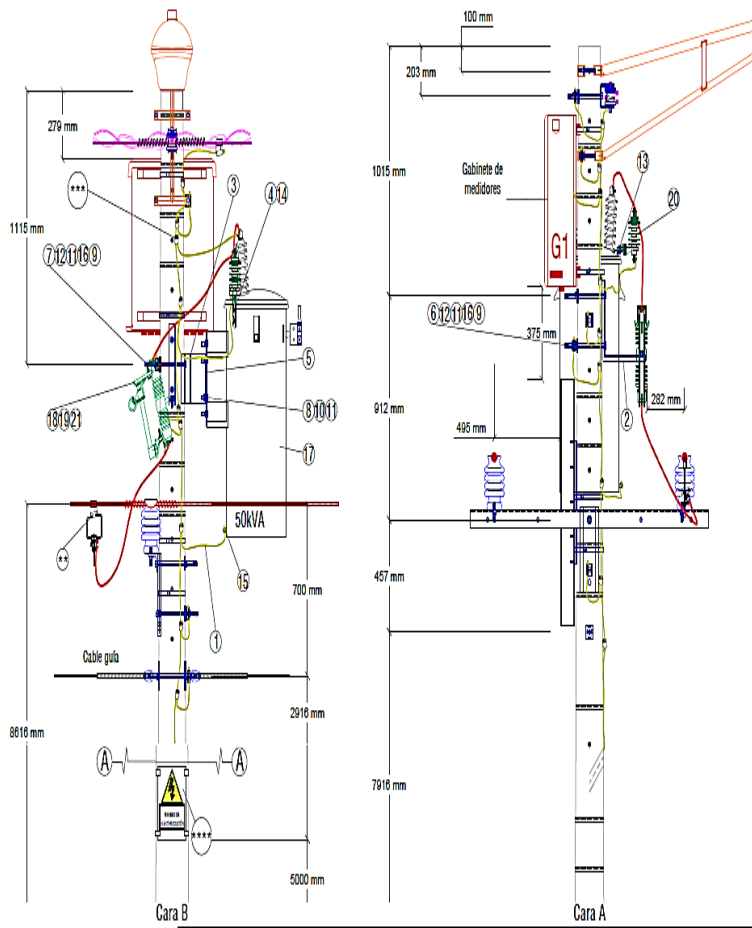 100 mm
203 mm
279 mm
1015 mm
Gabinete de
medidores
13
***
3
4 14
20
1115 mm
G1
7 12 11 16 9
6 12 11 16 9
375 mm
5
18 19 21
8 10 11
2
282 mm
912 mm
495 mm
17
50kVA
**
15
457 mm
700 mm
1
Cable guía
8616 mm
2916 mm
A
A
7916 mm
****
5000 mm
Cara B
Cara A